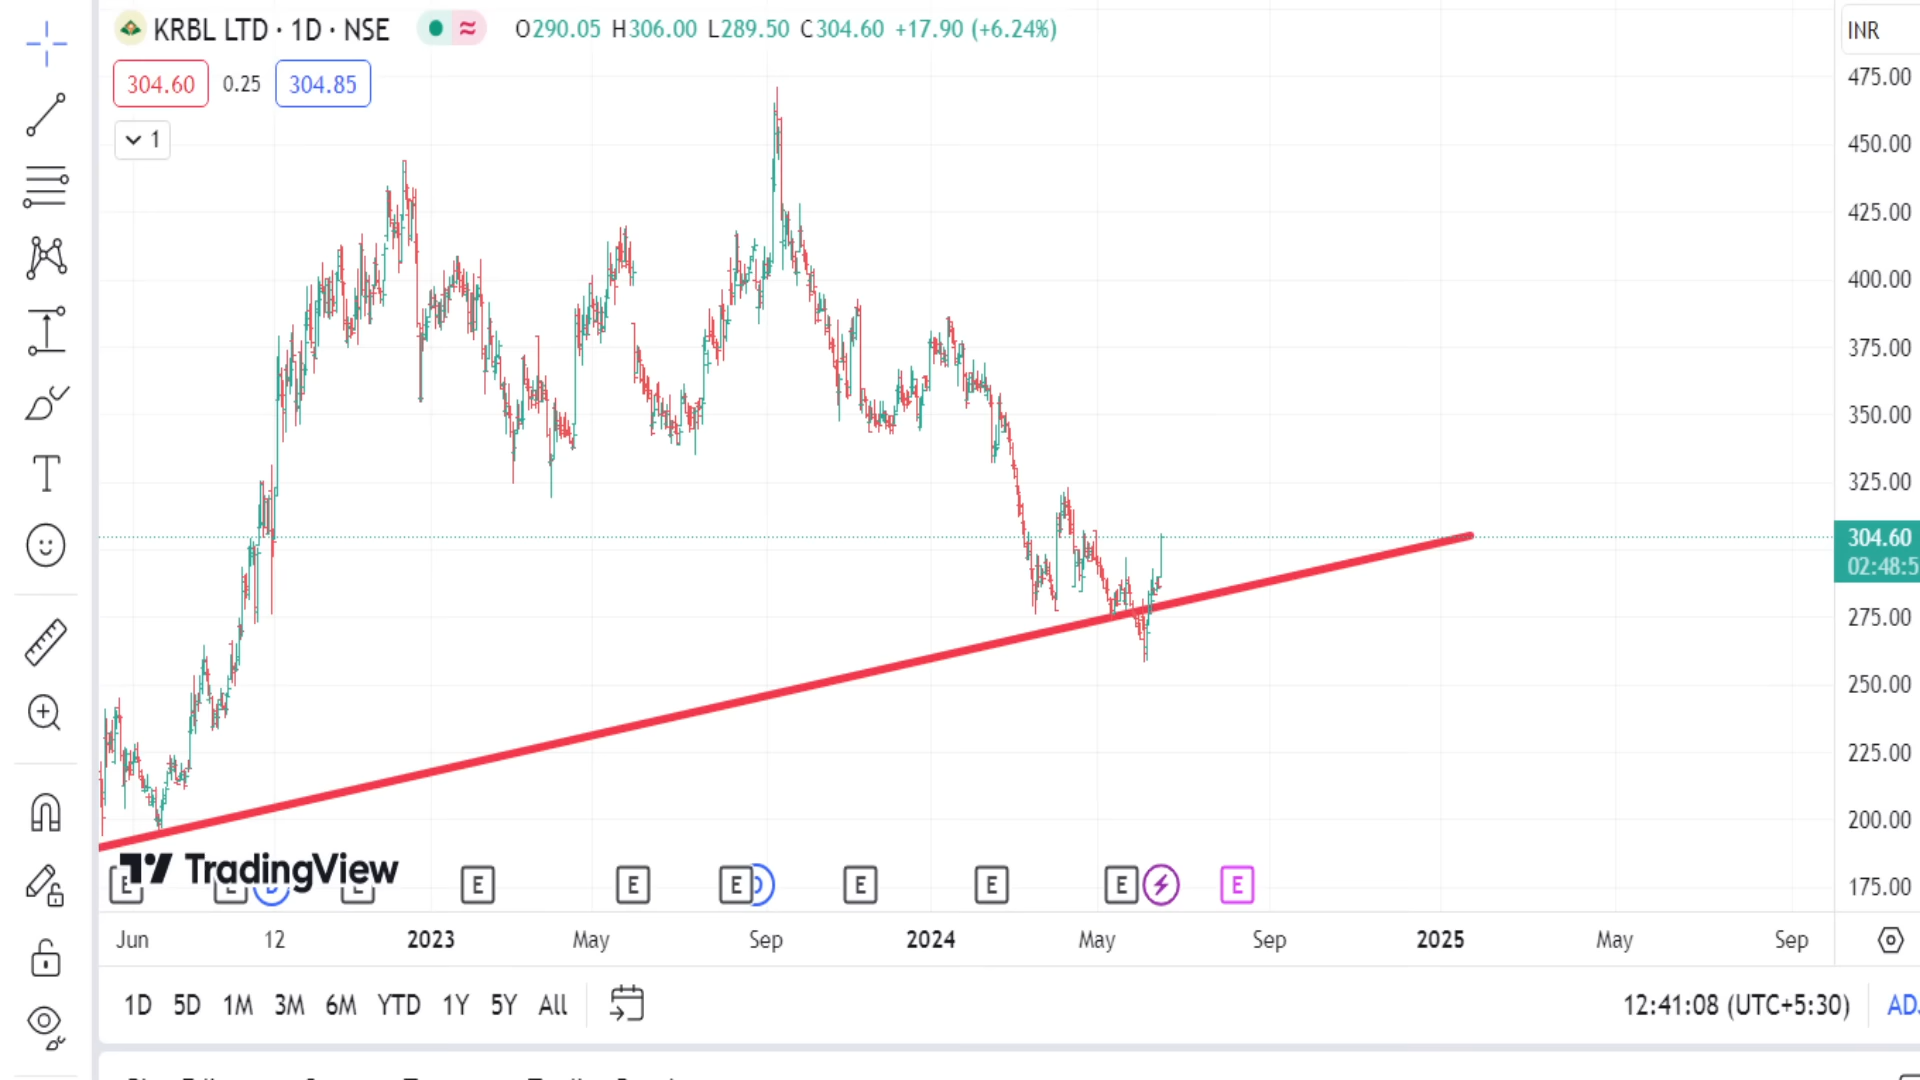 KRBL LTD · 1D · NSE O290.05 H306.00 L289.50 C304.60 +17.90 (+6.24%)
INR
304.60 0.25 304.85
1
475.00
450.00
425.00
400.00
375.00
350.00
325.00
304.60
02:48:5
275.00
250.00
225.00
200.00
175.00
TradingView
E E E E E E E E E
Jun 12 2023 May Sep 2024 May Sep 2025 May Sep
1D 5D 1M 3M 6M YTD 1Y 5Y All 12:41:08 (UTC+5:30) ADJ